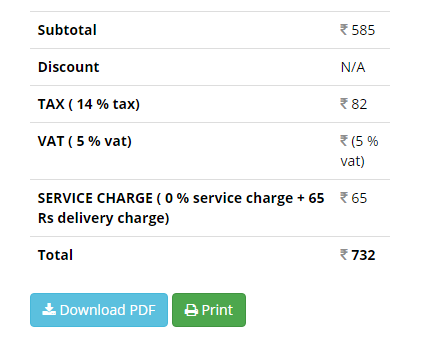 Subtotal ₹ 585
Discount N/A
TAX ( 14 % tax) ₹ 82
VAT ( 5 % vat) ₹ (5 %
vat)
SERVICE CHARGE ( 0 % service charge + 65 ₹ 65
Rs delivery charge)
Total ₹ 732
Download PDF Print